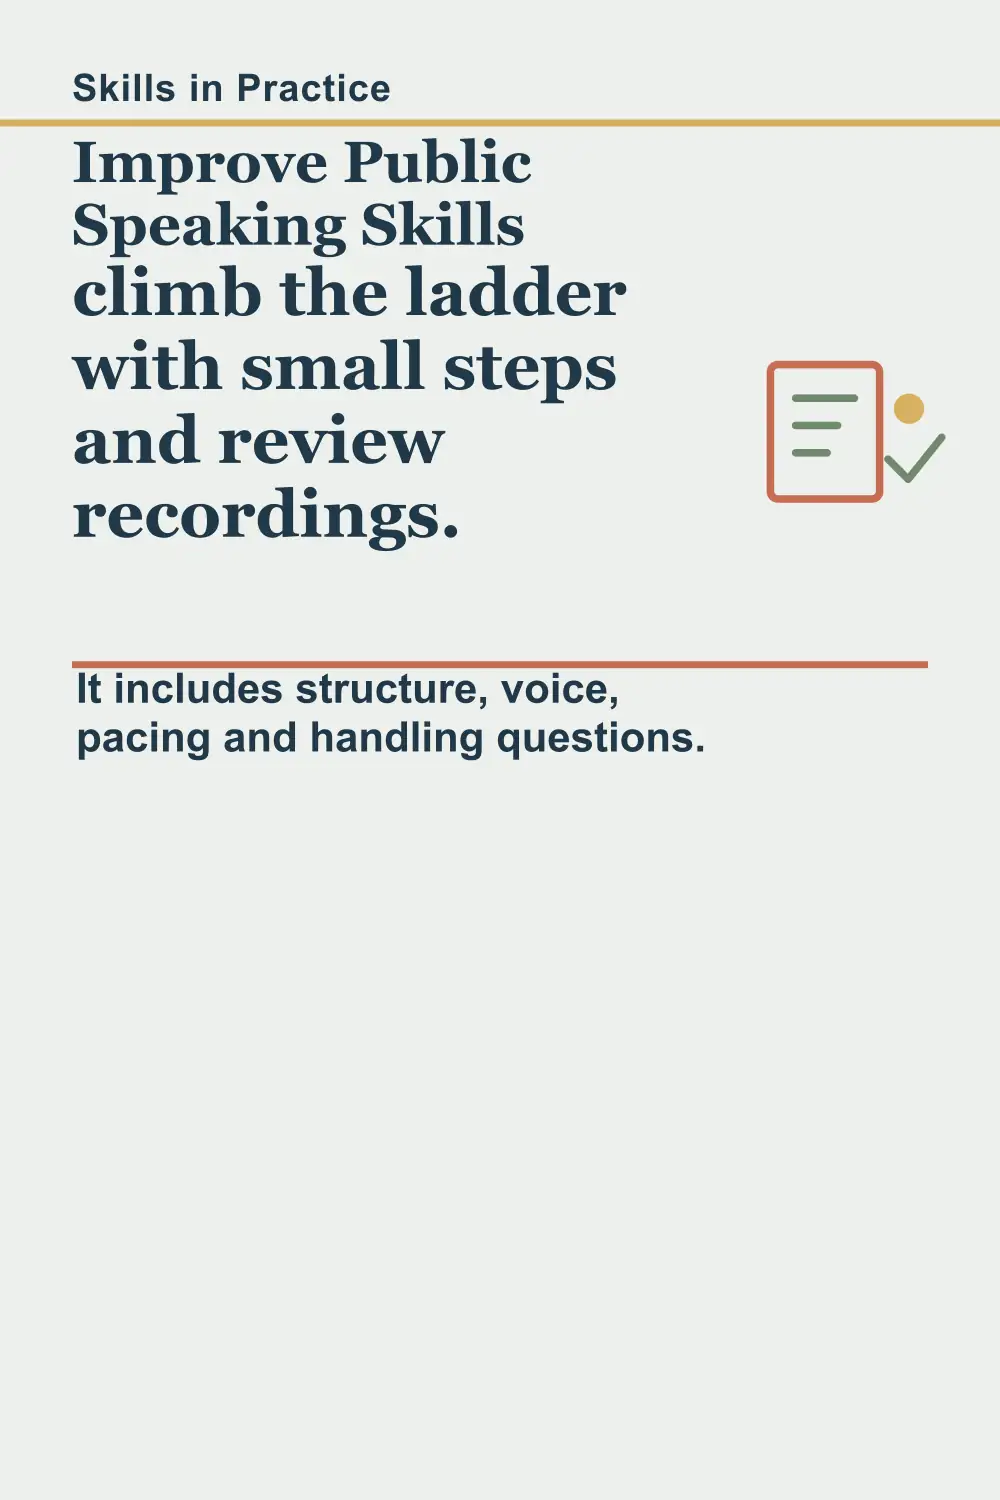 Skills in Practice
Improve Public
Speaking Skills
climb the ladder
with small steps
and review
recordings.
It includes structure, voice,
pacing and handling questions.